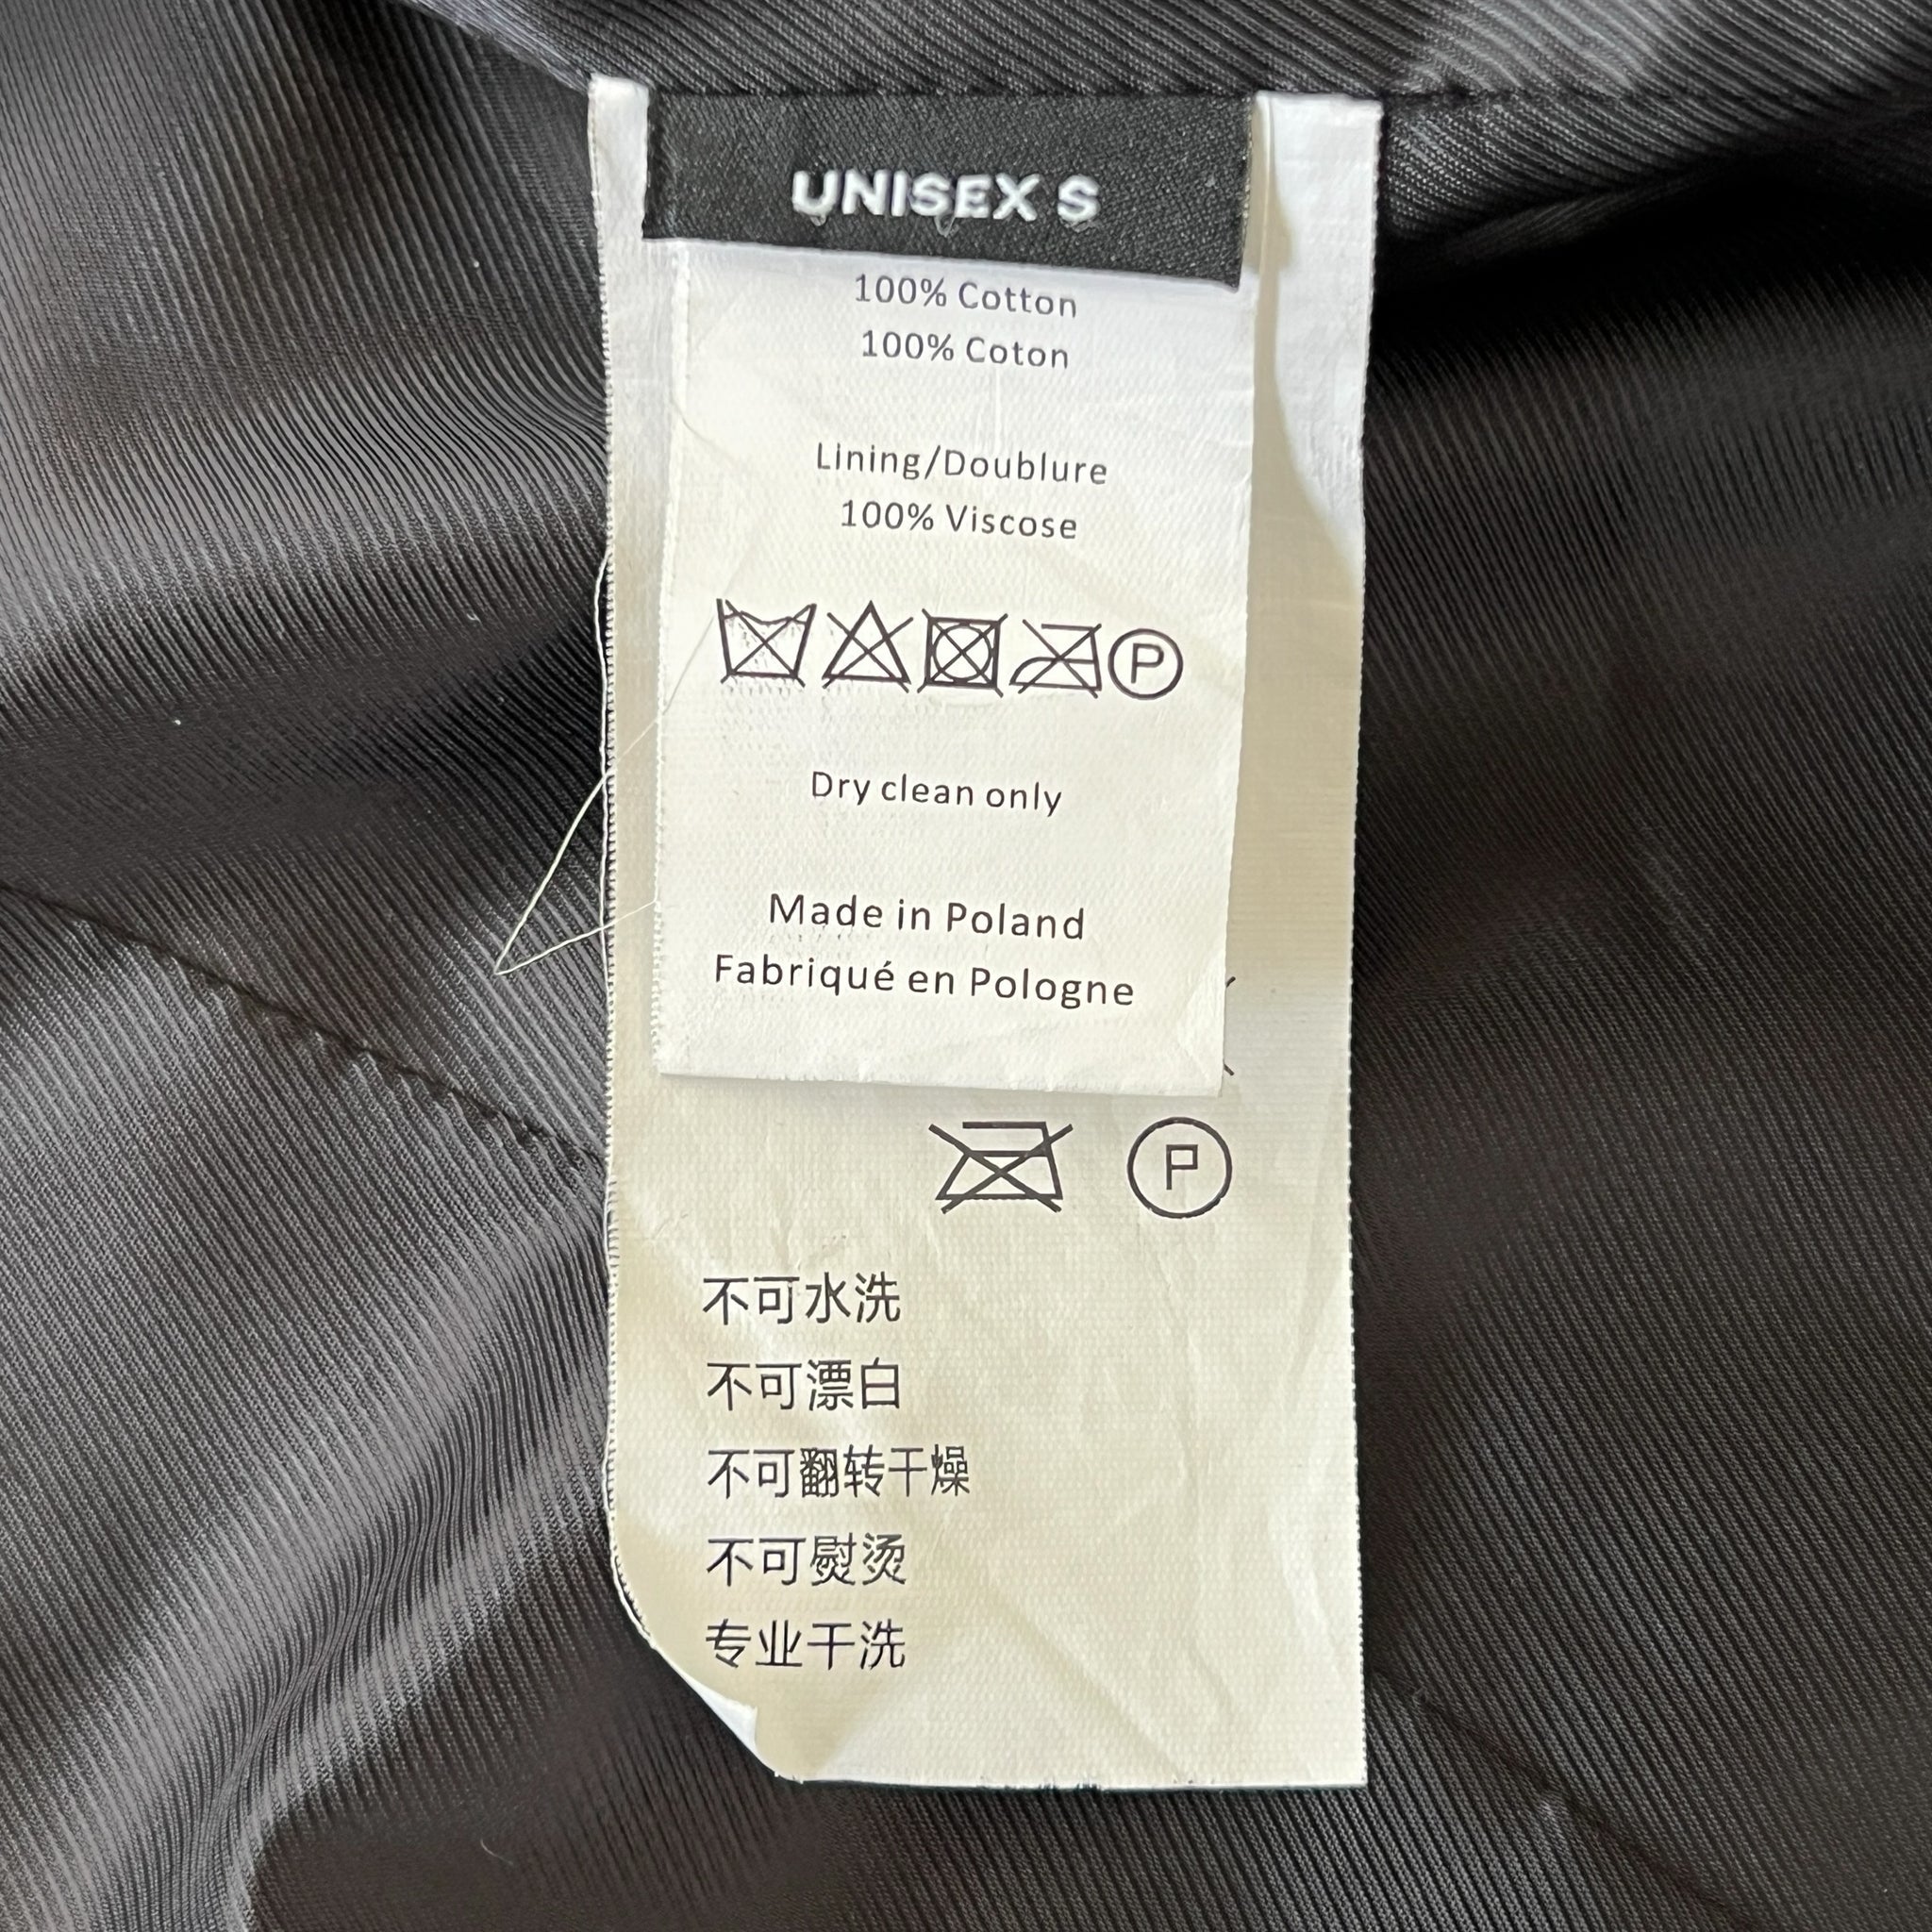 UNISEX S
100% Cotton
100% Coton
Lining/Doublure
100% Viscose
P
Dry clean only
Made in Poland
Fabriqué en Pologne
P
不可水洗
不可漂白
不可翻转干燥
不可熨烫
专业干洗